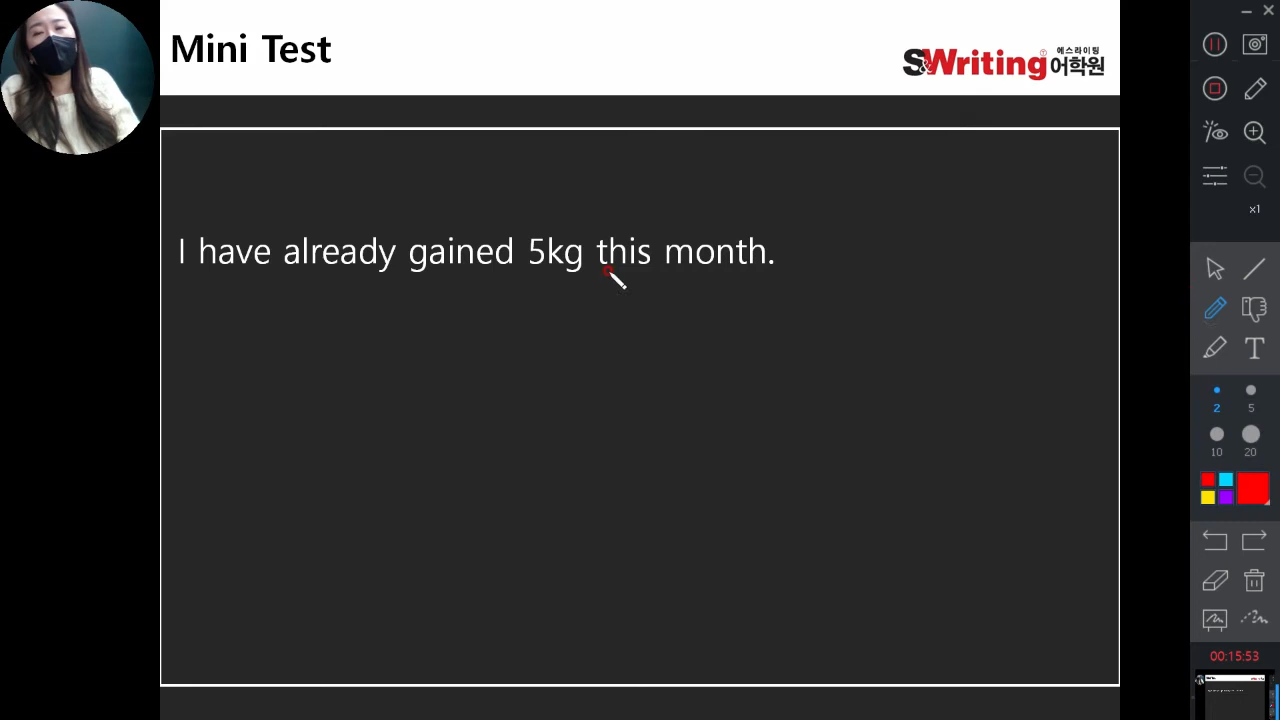 Mini Test
S&Writing 에스라이팅 어학원
I have already gained 5kg this month.
x1
2 5
10 20
00:15:53